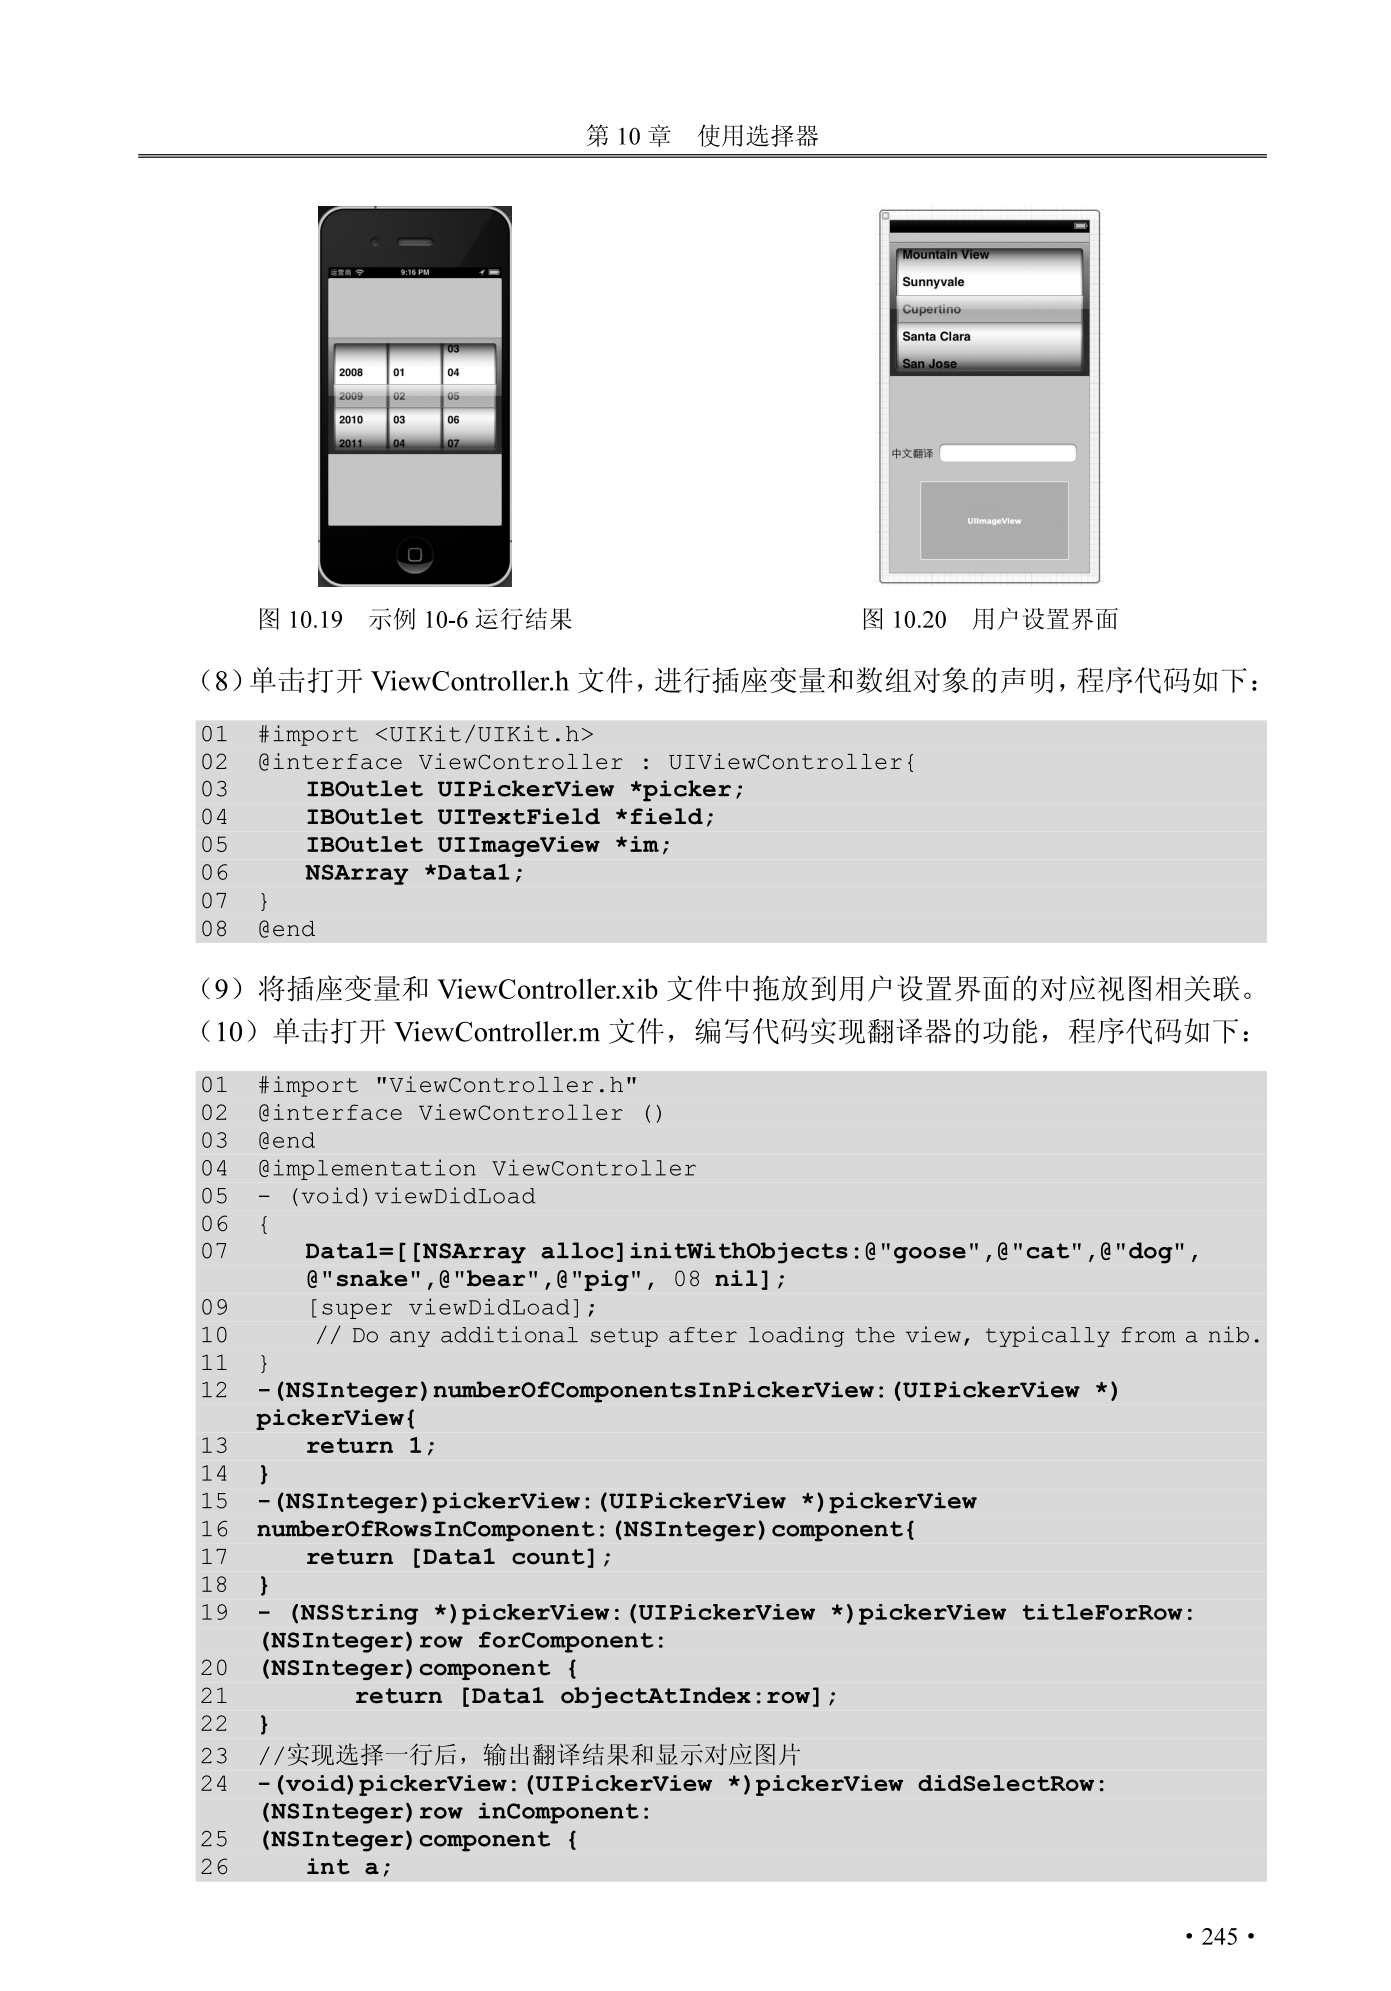 第 10 章 使用选择器
运营商 9:16 PM
03
2008 01 04
2009 02 05
2010 03 06
2011 04 07
Mountain View
Sunnyvale
Cupertino
Santa Clara
San Jose
中文翻译
UIImageView
图 10.19 示例 10-6 运行结果
图 10.20 用户设置界面
（8）单击打开 ViewController.h 文件，进行插座变量和数组对象的声明，程序代码如下：
01 #import <UIKit/UIKit.h>
02 @interface ViewController : UIViewController{
03 IBOutlet UIPickerView *picker;
04 IBOutlet UITextField *field;
05 IBOutlet UIImageView *im;
06 NSArray *Data1;
07 }
08 @end
（9）将插座变量和 ViewController.xib 文件中拖放到用户设置界面的对应视图相关联。
（10）单击打开 ViewController.m 文件，编写代码实现翻译器的功能，程序代码如下：
01 #import "ViewController.h"
02 @interface ViewController ()
03 @end
04 @implementation ViewController
05 - (void)viewDidLoad
06 {
07 Data1=[[NSArray alloc]initWithObjects:@"goose",@"cat",@"dog",
@"snake",@"bear",@"pig", 08 nil];
09 [super viewDidLoad];
10 // Do any additional setup after loading the view, typically from a nib.
11 }
12 -(NSInteger)numberOfComponentsInPickerView:(UIPickerView *)
pickerView{
13 return 1;
14 }
15 -(NSInteger)pickerView:(UIPickerView *)pickerView
16 numberOfRowsInComponent:(NSInteger)component{
17 return [Data1 count];
18 }
19 - (NSString *)pickerView:(UIPickerView *)pickerView titleForRow:
(NSInteger)row forComponent:
20 (NSInteger)component {
21 return [Data1 objectAtIndex:row];
22 }
23 //实现选择一行后，输出翻译结果和显示对应图片
24 -(void)pickerView:(UIPickerView *)pickerView didSelectRow:
(NSInteger)row inComponent:
25 (NSInteger)component {
26 int a;
· 245 ·